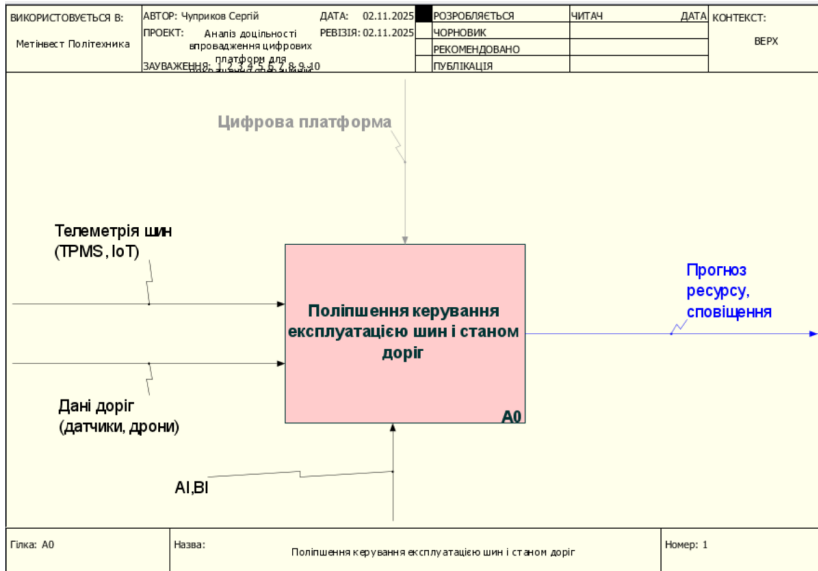 ВИКОРИСТОВУЄТЬСЯ В:
Метінвест Політехника
АВТОР: Чуприков Сергій
ДАТА: 02.11.2025
ПРОЕКТ: Аналіз доцільності
впровадження цифрових
платформ для
РЕВІЗІЯ: 02.11.2025
ЗАУВАЖЕННЯ: 1 2 3 4 5 6 7 8 9 10
РОЗРОБЛЯЄТЬСЯ
ЧОРНОВИК
РЕКОМЕНДОВАНО
ПУБЛІКАЦІЯ
ЧИТАЧ
ДАТА
КОНТЕКСТ:
ВЕРХ
Цифрова платформа
Телеметрія шин
(TPMS, IoT)
Прогноз
ресурсу,
сповіщення
Поліпшення керування
експлуатацією шин і станом
доріг
A0
Дані доріг
(датчики, дрони)
AI,BI
Гілка: A0
Назва:
Поліпшення керування експлуатацією шин і станом доріг
Номер: 1